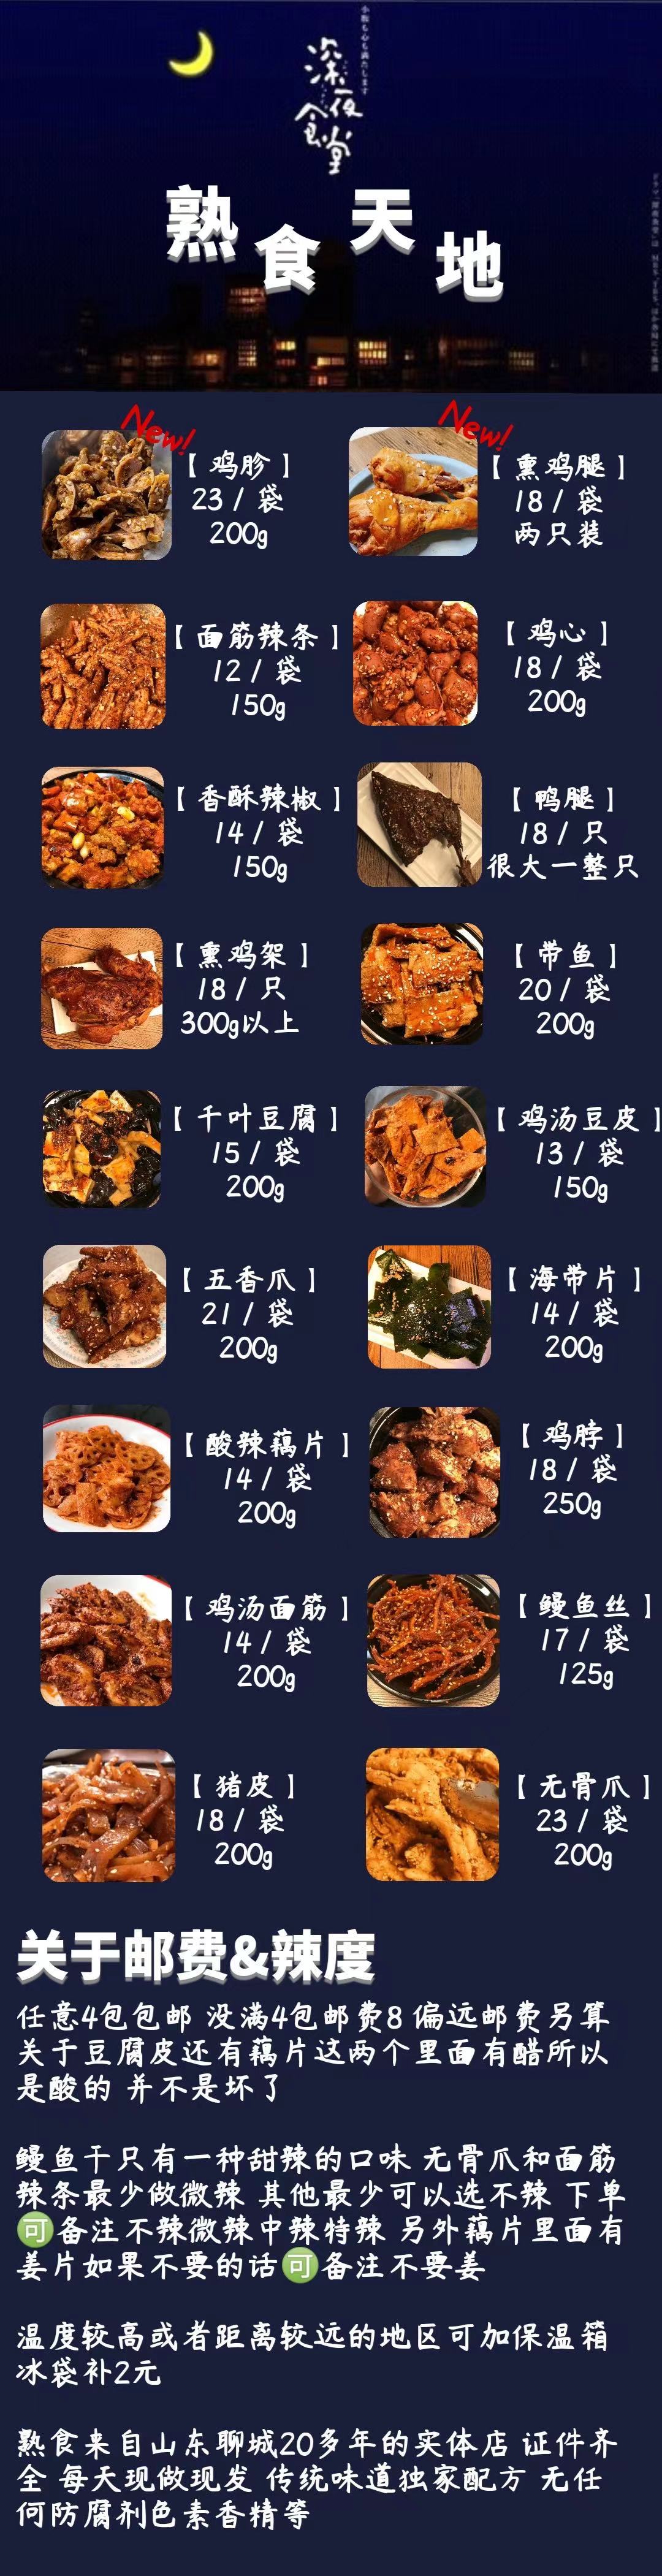 小腹も心も満たします
深夜食堂
熟食天地
New!
【鸡胗】
23/袋
200g
New!
【熏鸡腿】
18/袋
两只装
【面筋辣条】
12/袋
150g
【鸡心】
18/袋
200g
【香酥辣椒】
14/袋
150g
【鸭腿】
18/只
很大一整只
【熏鸡架】
18/只
300g以上
【带鱼】
20/袋
200g
【千叶豆腐】
15/袋
200g
【鸡汤豆皮】
13/袋
150g
【五香爪】
21/袋
200g
【海带片】
14/袋
200g
【酸辣藕片】
14/袋
200g
【鸡脖】
18/袋
250g
【鸡汤面筋】
14/袋
200g
【鳗鱼丝】
17/袋
125g
【猪皮】
18/袋
200g
【无骨爪】
23/袋
200g
关于邮费&辣度
任意4包包邮 没满4包邮费8 偏远邮费另算
关于豆腐皮还有藕片这两个里面有醋所以
是酸的 并不是坏了
鳗鱼干只有一种甜辣的口味 无骨爪和面筋
辣条最少做微辣 其他最少可以选不辣 下单
🉑备注不辣微辣中辣特辣 另外藕片里面有
姜片如果不要的话🉑备注不要姜
温度较高或者距离较远的地区可加保温箱
冰袋补2元
熟食来自山东聊城20多年的实体店 证件齐
全 每天现做现发 传统味道独家配方 无任
何防腐剂色素香精等